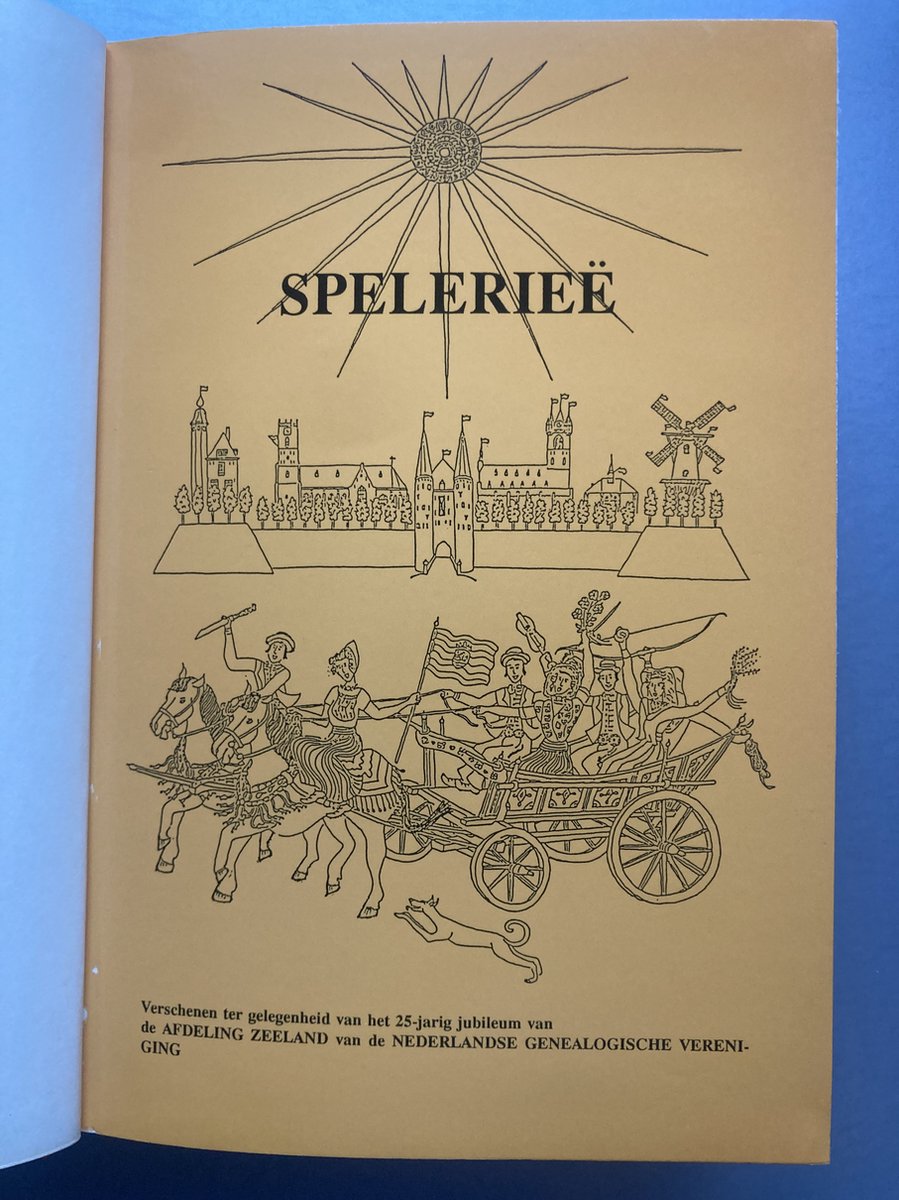 SPELERIEË
Verschenen ter gelegenheid van het 25-jarig jubileum van
de AFDELING ZEELAND van de NEDERLANDSE GENEALOGISCHE VERENI-
GING